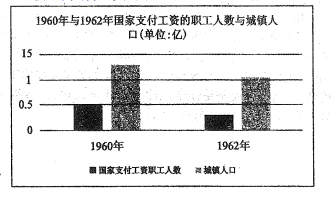 1960年与1962年国家支付工资的职工人数与城镇人
口(单位:亿)
15
1
0.5
0
1960年
1962年
■国家支付工资职工人数 ■城镇人口